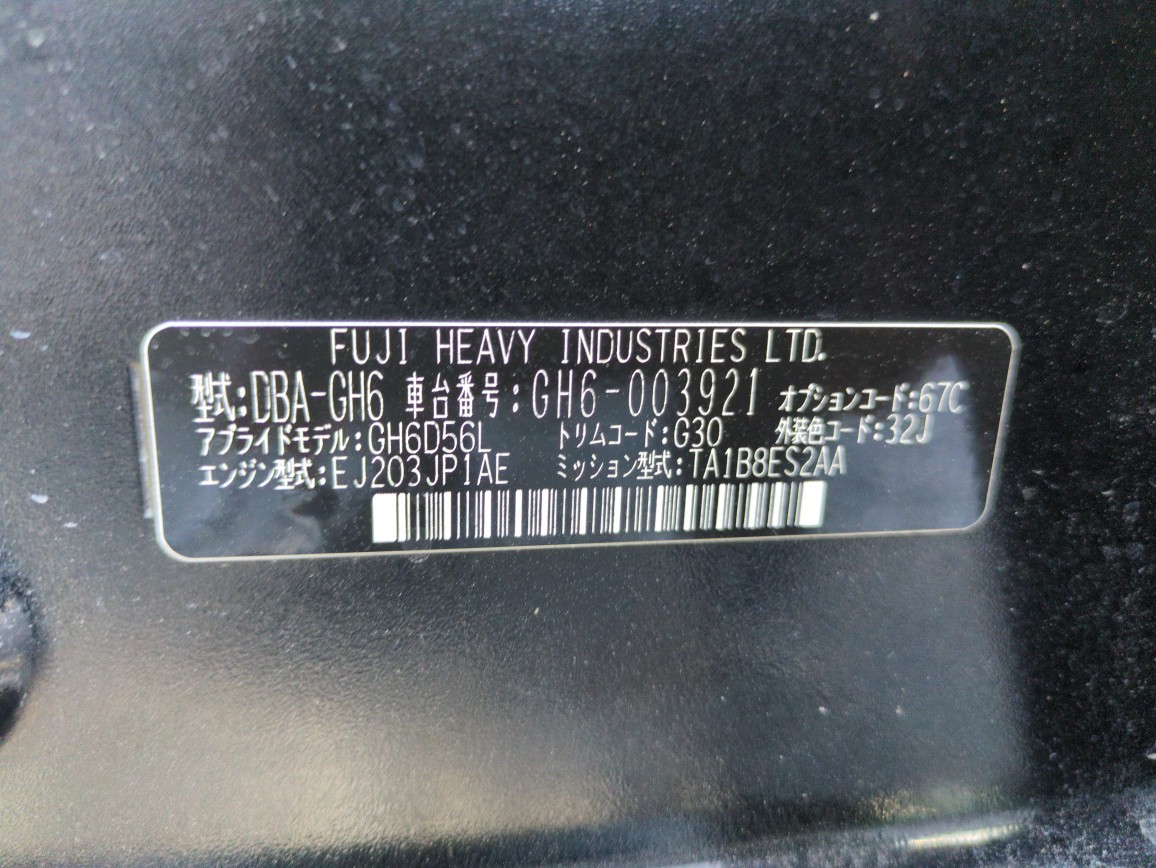 FUJI HEAVY INDUSTRIES LTD.
型式:DBA-GH6 車台番号:GH6-003921 オプションコード:67C
アプライドモデル:GH6D56L トリムコード:G30 外装色コード:32J
エンジン型式:EJ203JP1AE ミッション型式:TA1B8ES2AA